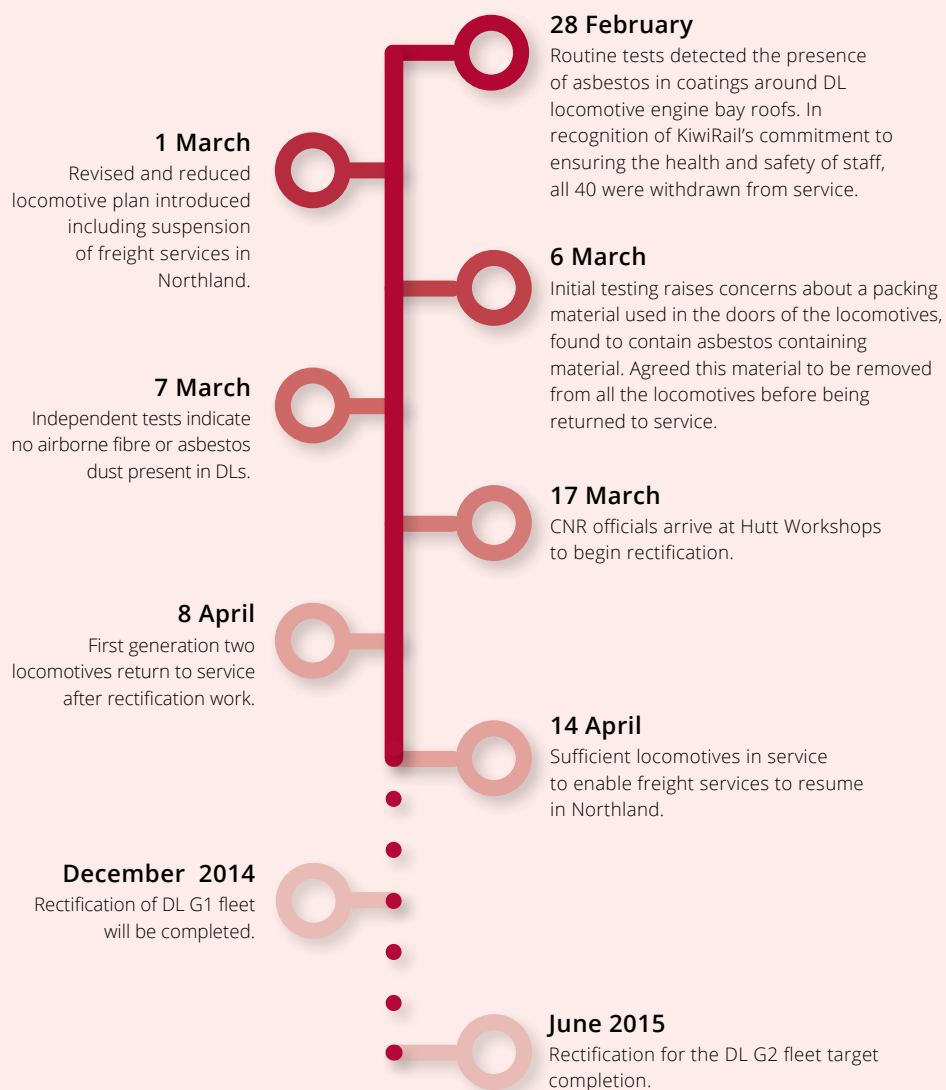 28 February
Routine tests detected the presence
of asbestos in coatings around DL
locomotive engine bay roofs. In
recognition of KiwiRail's commitment to
ensuring the health and safety of staff,
all 40 were withdrawn from service.
1 March
Revised and reduced
locomotive plan introduced
including suspension
of freight services in
Northland.
6 March
Initial testing raises concerns about a packing
material used in the doors of the locomotives,
found to contain asbestos containing
material. Agreed this material to be removed
from all the locomotives before being
returned to service.
7 March
Independent tests indicate
no airborne fibre or asbestos
dust present in DLs.
17 March
CNR officials arrive at Hutt Workshops
to begin rectification.
8 April
First generation two
locomotives return to service
after rectification work.
14 April
Sufficient locomotives in service
to enable freight services to resume
in Northland.
December 2014
Rectification of DL G1 fleet
will be completed.
June 2015
Rectification for the DL G2 fleet target
completion.